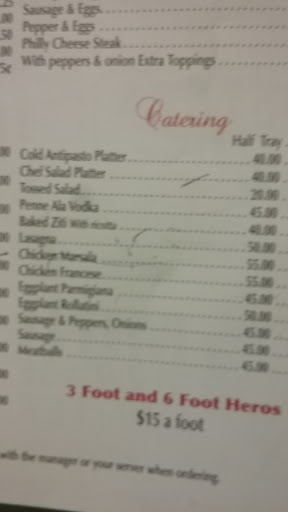 Sausage & Eggs
Pepper & Eggs
Philly Cheese Steak
With peppers & onion Extra Toppings
Catering
Half Tray
Cold Antipasto Platter 40.00
Chef Salad Platter 40.00
Tossed Salad 20.00
Penne Ala Vodka 45.00
Baked Ziti With ricotta 40.00
Lasagna 50.00
Chicken Marsala 55.00
Chicken Francese 55.00
Eggplant Parmigiana 45.00
Eggplant Rollatini 50.00
Sausage & Peppers, Onions 45.00
Sausage 45.00
Meatballs 45.00
3 Foot and 6 Foot Heros
$15 a foot
with the manager or your server when ordering.